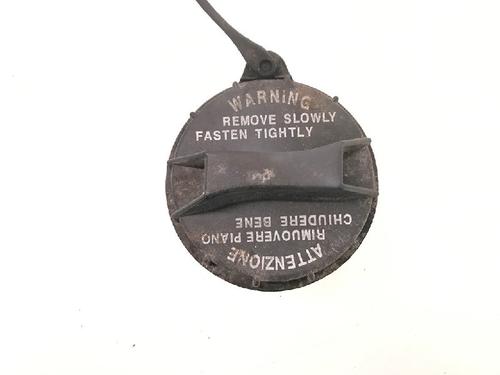 WARNING
REMOVE SLOWLY
FASTEN TIGHTLY
ATTENZIONE
RIMUOVERE PIANO
CHIUDERE BENE